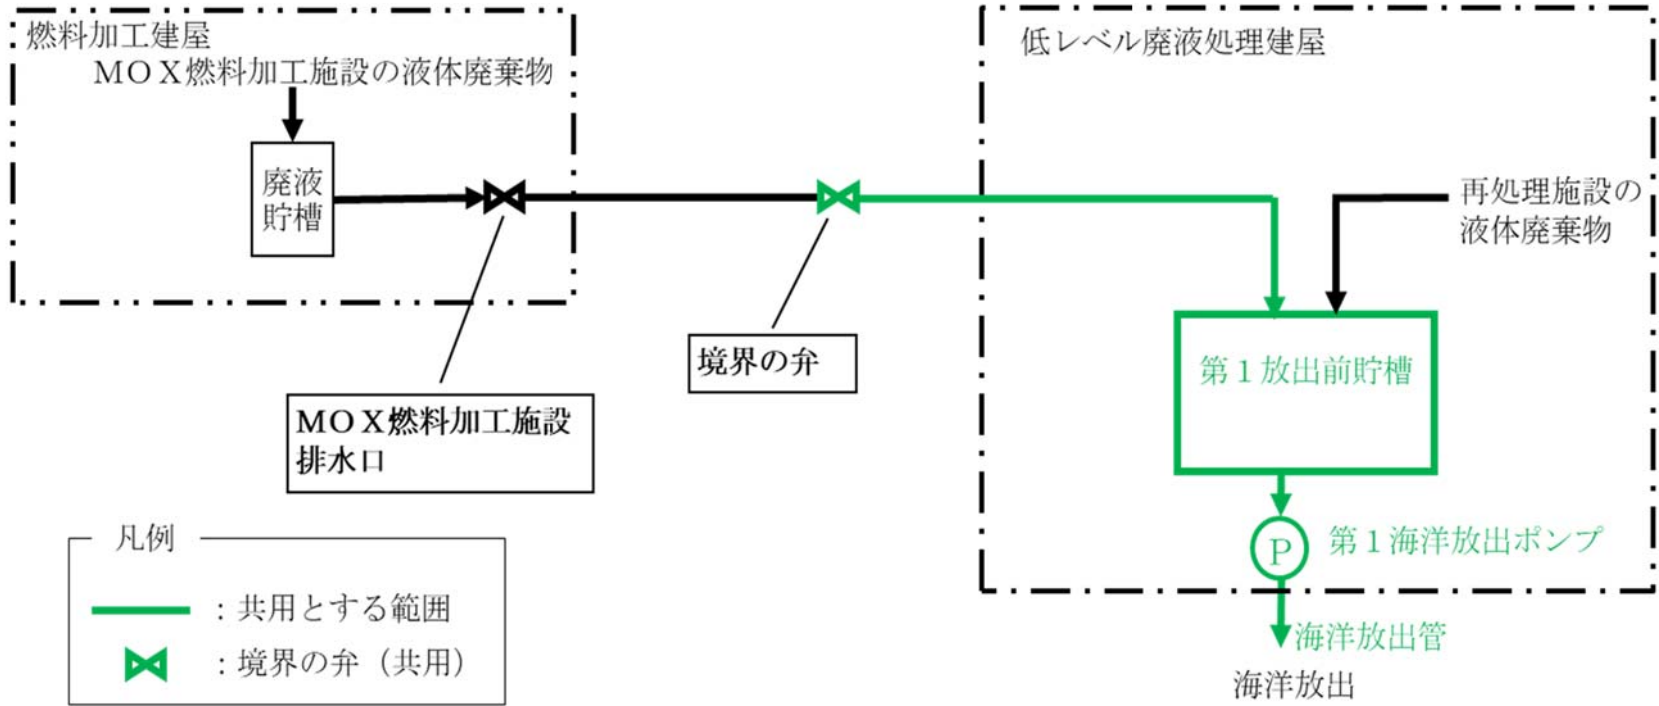 燃料加工建屋
ＭＯＸ燃料加工施設の液体廃棄物
廃液
貯槽
ＭＯＸ燃料加工施設
排水口
境界の弁
低レベル廃液処理建屋
再処理施設の
液体廃棄物
第１放出前貯槽
Ｐ
第１海洋放出ポンプ
海洋放出管
海洋放出
凡例
：共用とする範囲
：境界の弁（共用）